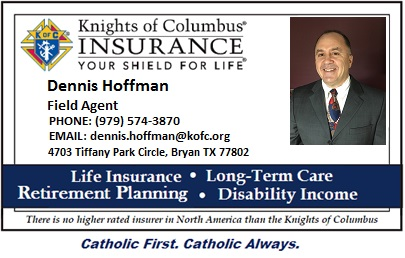 K of C
Knights of Columbus®
INSURANCE
YOUR SHIELD FOR LIFE®
Dennis Hoffman
Field Agent
PHONE: (979) 574-3870
EMAIL: dennis.hoffman@kofc.org
4703 Tiffany Park Circle, Bryan TX 77802
Life Insurance • Long-Term Care
Retirement Planning • Disability Income
There is no higher rated insurer in North America than the Knights of Columbus
Catholic First. Catholic Always.